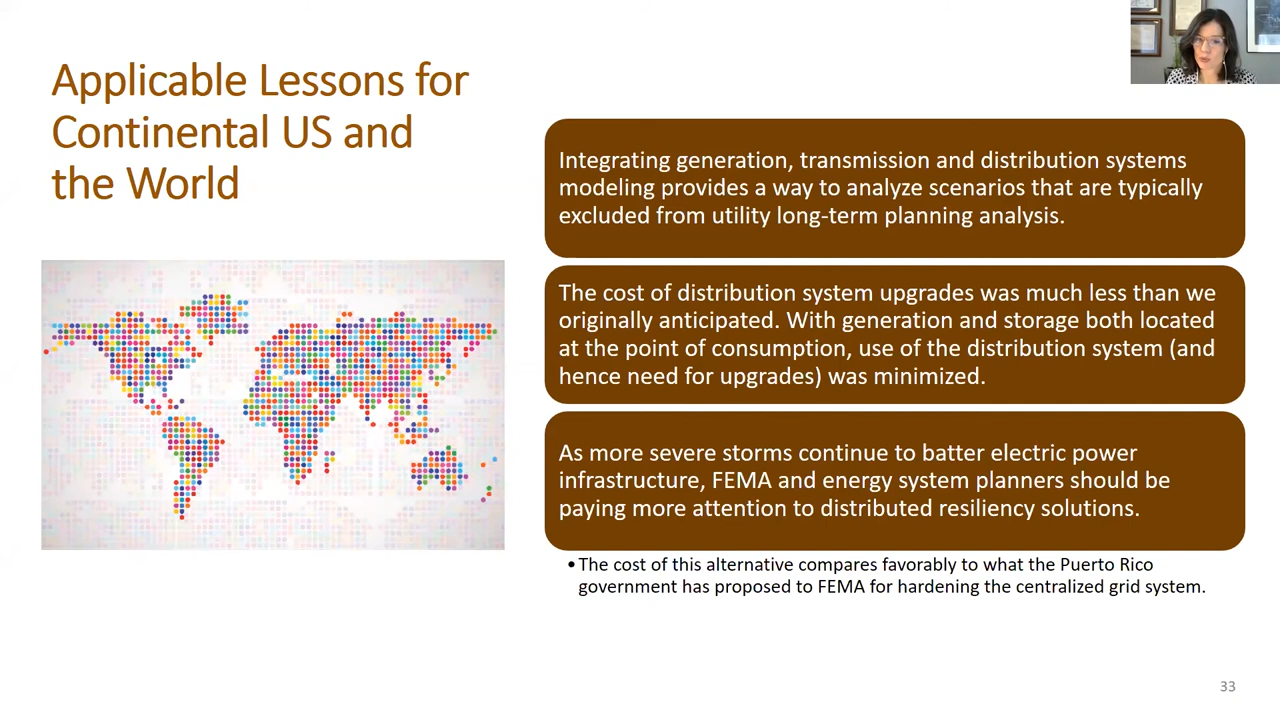 Applicable Lessons for
Continental US and
the World
Integrating generation, transmission and distribution systems
modeling provides a way to analyze scenarios that are typically
excluded from utility long-term planning analysis.
The cost of distribution system upgrades was much less than we
originally anticipated. With generation and storage both located
at the point of consumption, use of the distribution system (and
hence need for upgrades) was minimized.
As more severe storms continue to batter electric power
infrastructure, FEMA and energy system planners should be
paying more attention to distributed resiliency solutions.
•The cost of this alternative compares favorably to what the Puerto Rico
government has proposed to FEMA for hardening the centralized grid system.
33